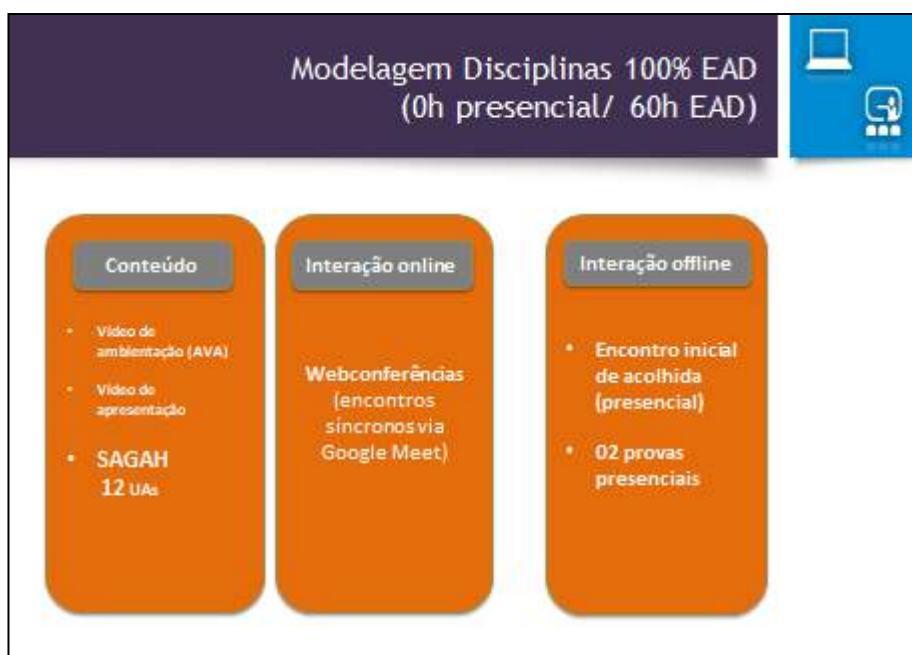 Modelagem Disciplinas 100% EAD
(0h presencial/ 60h EAD)
Conteúdo
• Vídeo de
ambientação (AVA)
• Vídeo de
apresentação
• SAGAH
12 UAs
Interação online
Webconferências
(encontros
síncronos via
Google Meet)
Interação offline
• Encontro inicial
de acolhida
(presencial)
• 02 provas
presenciais